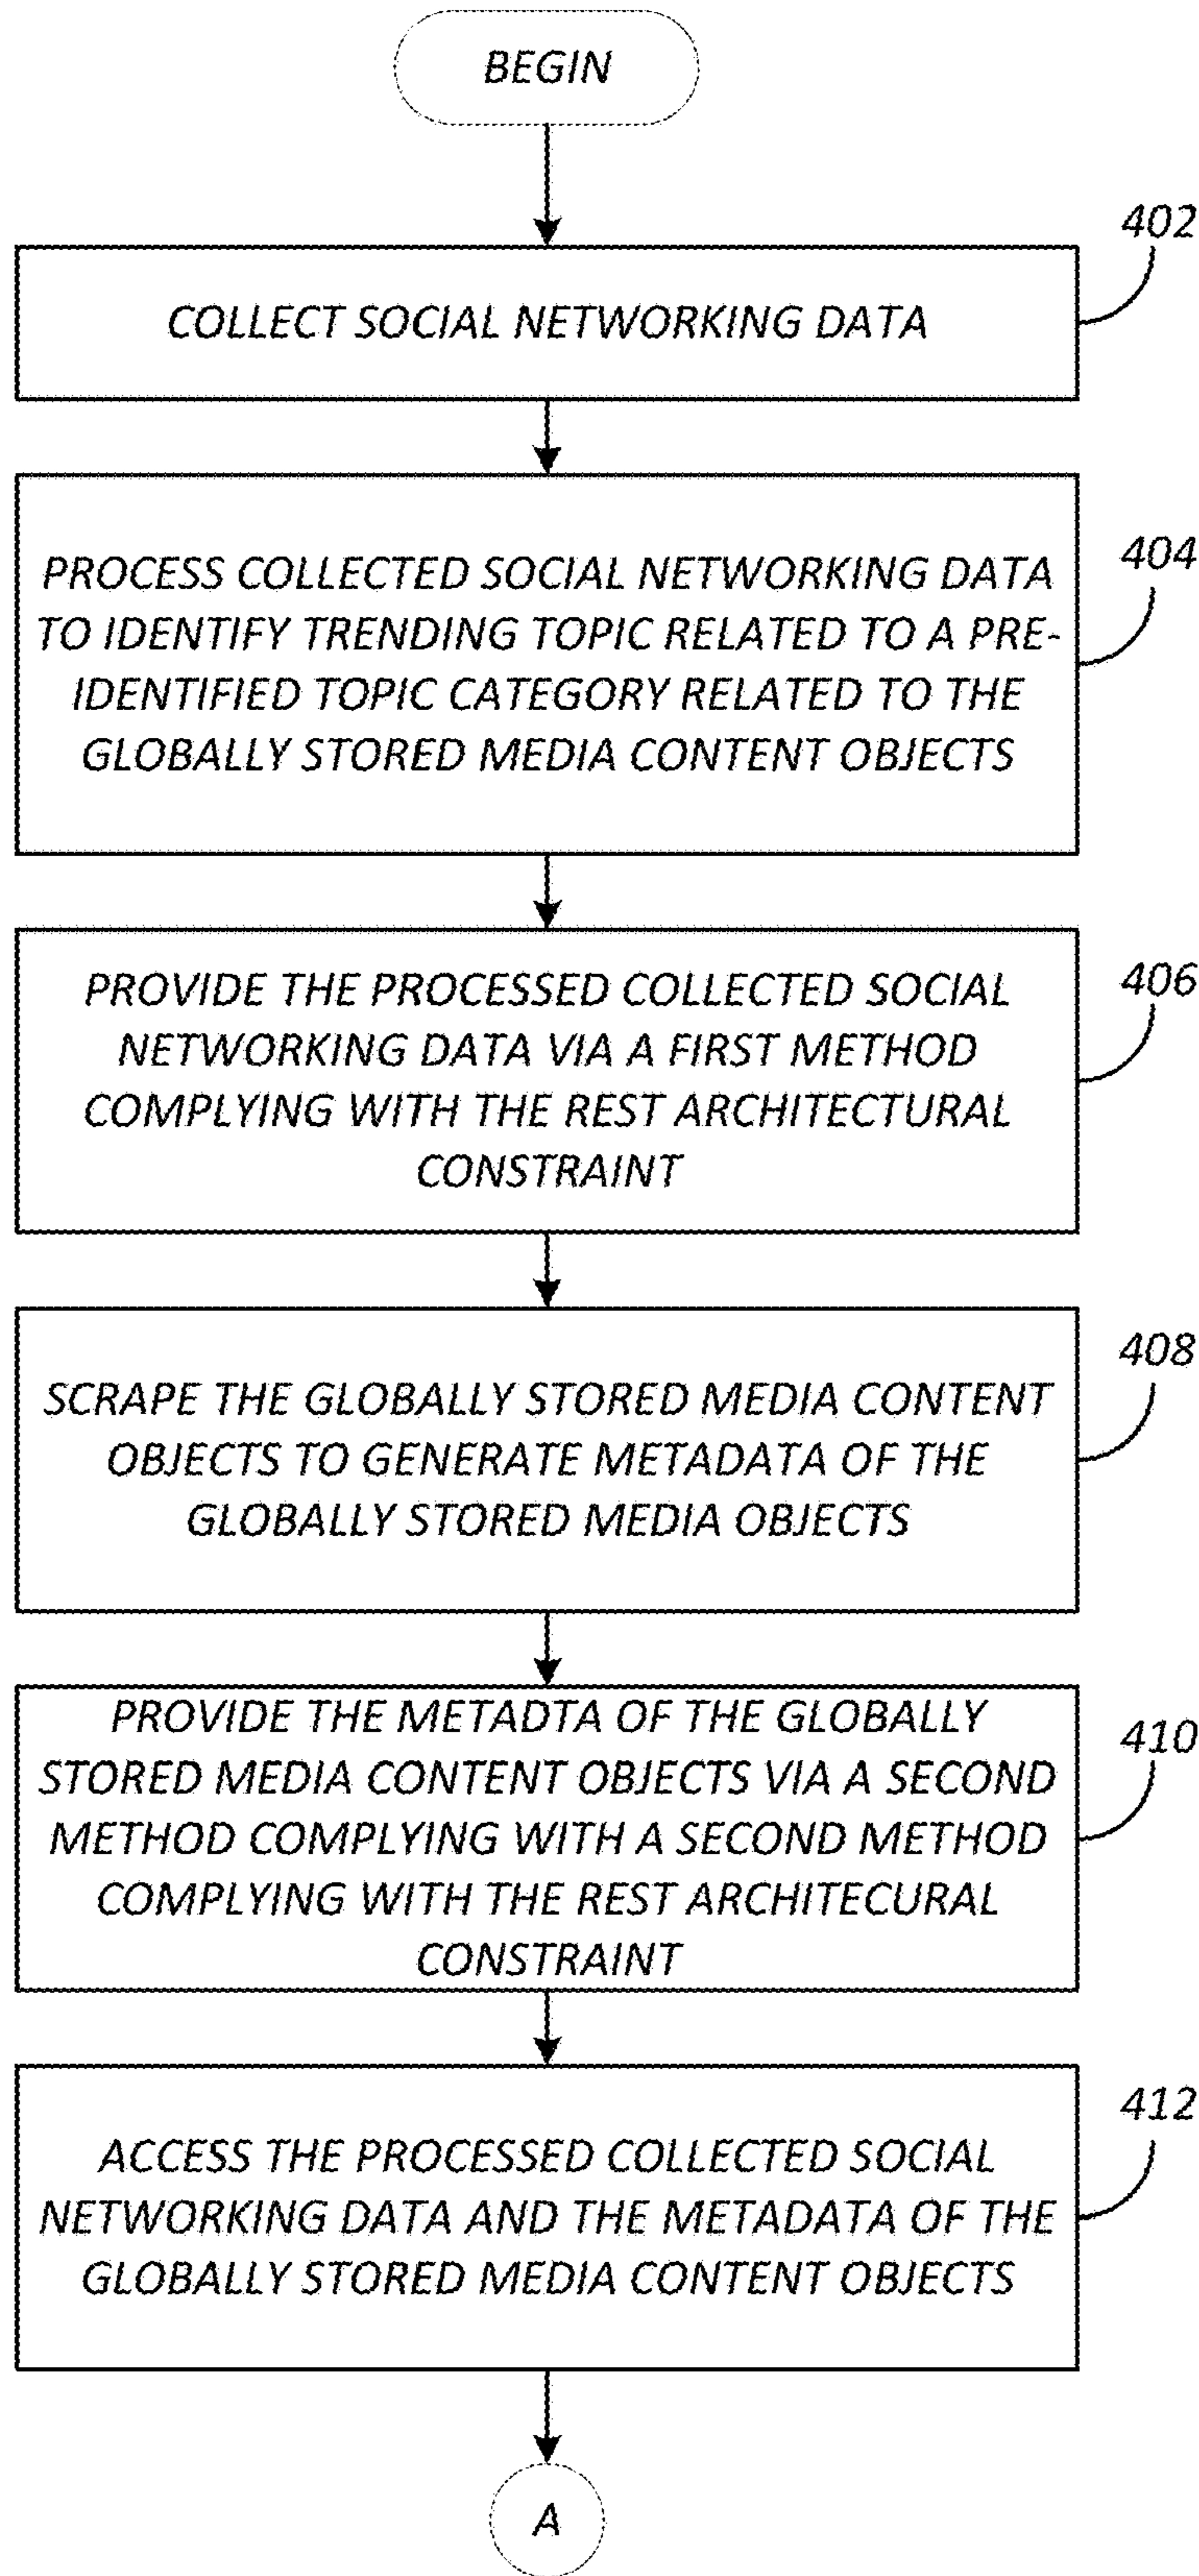 BEGIN
402
COLLECT SOCIAL NETWORKING DATA
404
PROCESS COLLECTED SOCIAL NETWORKING DATA
TO IDENTIFY TRENDING TOPIC RELATED TO A PRE-
IDENTIFIED TOPIC CATEGORY RELATED TO THE
GLOBALLY STORED MEDIA CONTENT OBJECTS
406
PROVIDE THE PROCESSED COLLECTED SOCIAL
NETWORKING DATA VIA A FIRST METHOD
COMPLYING WITH THE REST ARCHITECTURAL
CONSTRAINT
408
SCRAPE THE GLOBALLY STORED MEDIA CONTENT
OBJECTS TO GENERATE METADATA OF THE
GLOBALLY STORED MEDIA OBJECTS
410
PROVIDE THE METADTA OF THE GLOBALLY
STORED MEDIA CONTENT OBJECTS VIA A SECOND
METHOD COMPLYING WITH A SECOND METHOD
COMPLYING WITH THE REST ARCHITECURAL
CONSTRAINT
412
ACCESS THE PROCESSED COLLECTED SOCIAL
NETWORKING DATA AND THE METADATA OF THE
GLOBALLY STORED MEDIA CONTENT OBJECTS
A